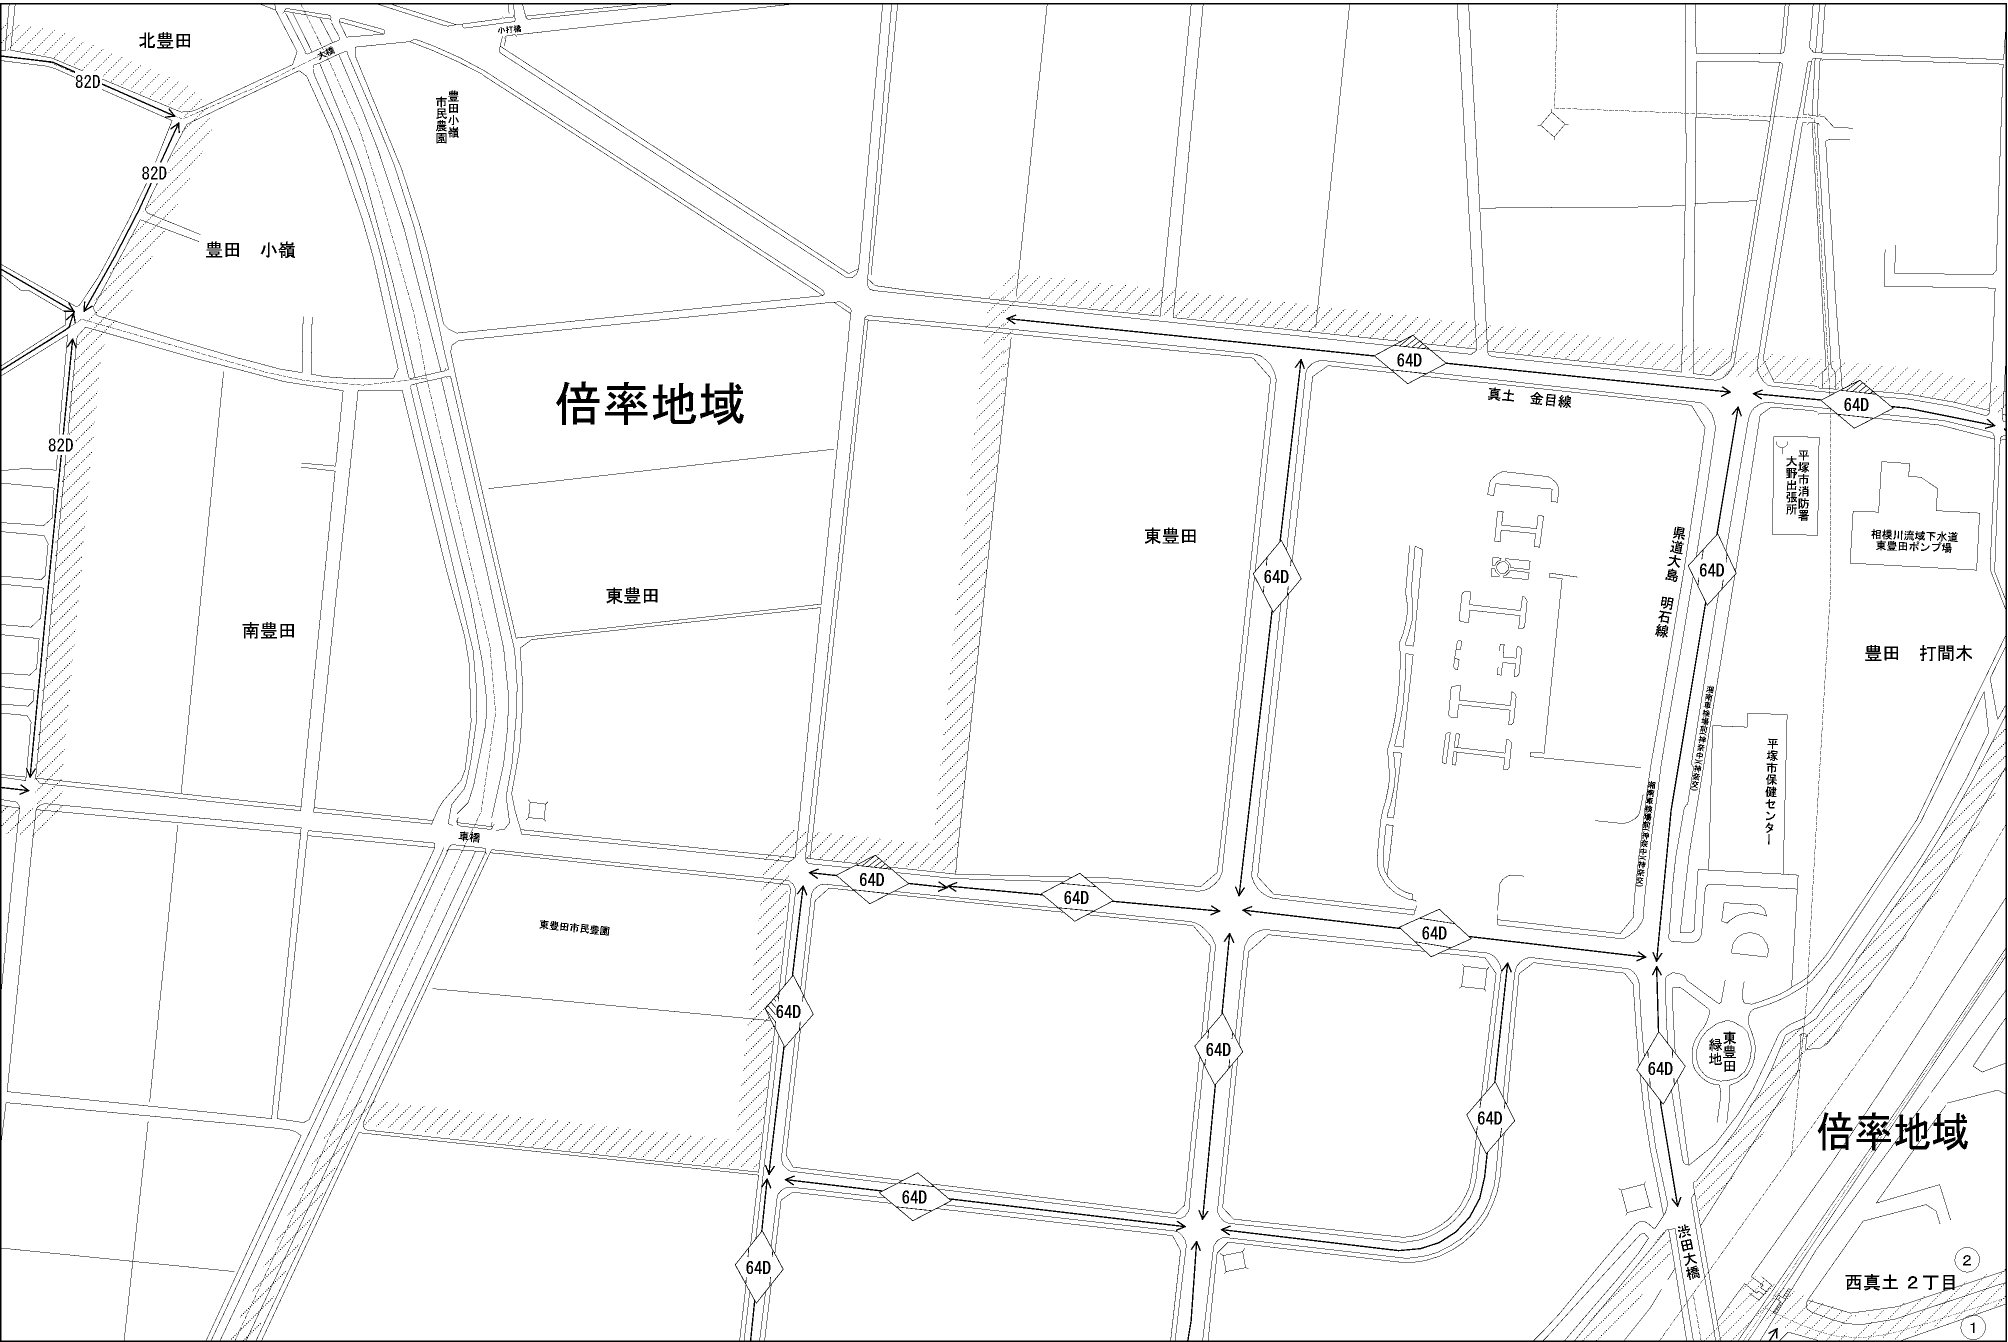 北豊田
大橋
小打橋
82D
豊田小嶺
市民農園
82D
豊田　小嶺
64D
真土　金目線
64D
倍率地域
82D
平塚市消防署
大野出張所
相模川流域下水道
東豊田ポンプ場
東豊田
県道大島　明石線
64D
64D
東豊田
南豊田
豊田　打間木
平塚市保健センター
車橋
64D
64D
64D
東豊田市民農園
64D
64D
64D
東豊田
緑地
64D
倍率地域
64D
64D
渋田大橋
西真土 2丁目
2
1